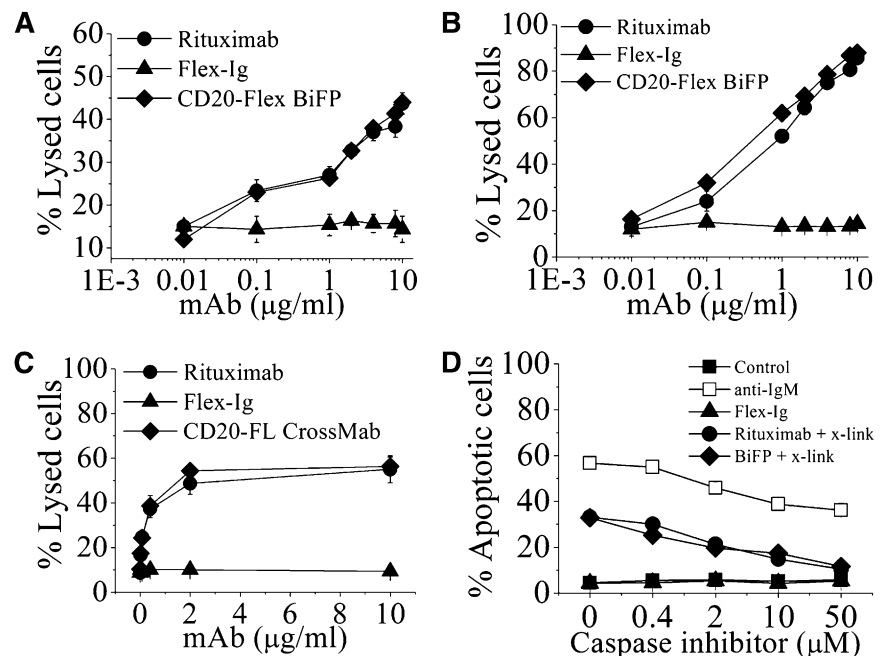 A
Rituximab
Flex-Ig
CD20-Flex BiFP
% Lysed cells
60
50
40
30
20
10
1E-3 0.01 0.1 1 10
mAb (µg/ml)
B
Rituximab
Flex-Ig
CD20-Flex BiFP
% Lysed cells
100
80
60
40
20
0
1E-3 0.01 0.1 1 10
mAb (µg/ml)
C
Rituximab
Flex-Ig
CD20-FL CrossMab
% Lysed cells
100
80
60
40
20
0
0 2 4 6 8 10
mAb (µg/ml)
D
Control
anti-IgM
Flex-Ig
Rituximab + x-link
BiFP + x-link
% Apoptotic cells
100
80
60
40
20
0
0 0.4 2 10 50
Caspase inhibitor (µM)